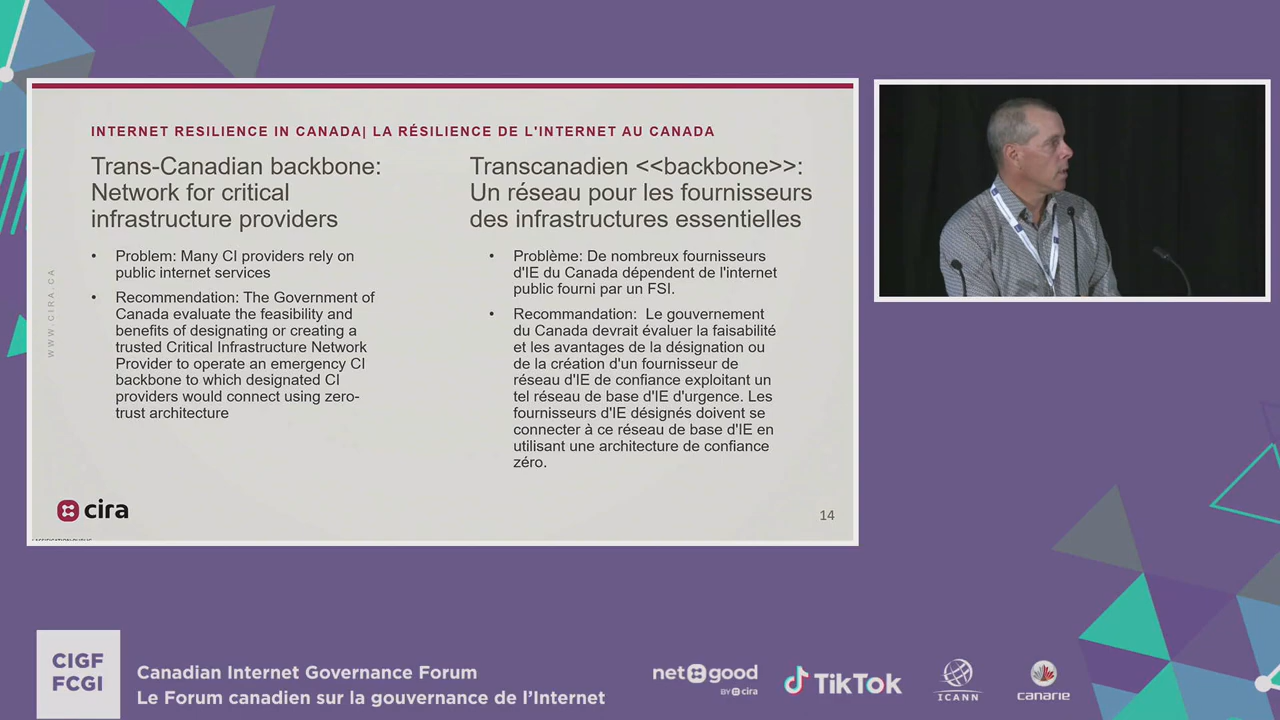 INTERNET RESILIENCE IN CANADA| LA RÉSILIENCE DE L'INTERNET AU CANADA
Trans-Canadian backbone:
Network for critical
infrastructure providers
• Problem: Many CI providers rely on
public internet services
• Recommendation: The Government of
Canada evaluate the feasibility and
benefits of designating or creating a
trusted Critical Infrastructure Network
Provider to operate an emergency CI
backbone to which designated CI
providers would connect using zero-
trust architecture
Transcanadien <<backbone>>:
Un réseau pour les fournisseurs
des infrastructures essentielles
• Problème: De nombreux fournisseurs
d'IE du Canada dépendent de l'internet
public fourni par un FSI.
• Recommandation: Le gouvernement
du Canada devrait évaluer la faisabilité
et les avantages de la désignation ou
de la création d'un fournisseur de
réseau d'IE de confiance exploitant un
tel réseau de base d'IE d'urgence. Les
fournisseurs d'IE désignés doivent se
connecter à ce réseau de base d'IE en
utilisant une architecture de confiance
zéro.
WWW.CIRA.CA
cira
14
CIGF
FCGI
Canadian Internet Governance Forum
Le Forum canadien sur la gouvernance de l'Internet
net good
BY cira
TikTok
ICANN
canarie